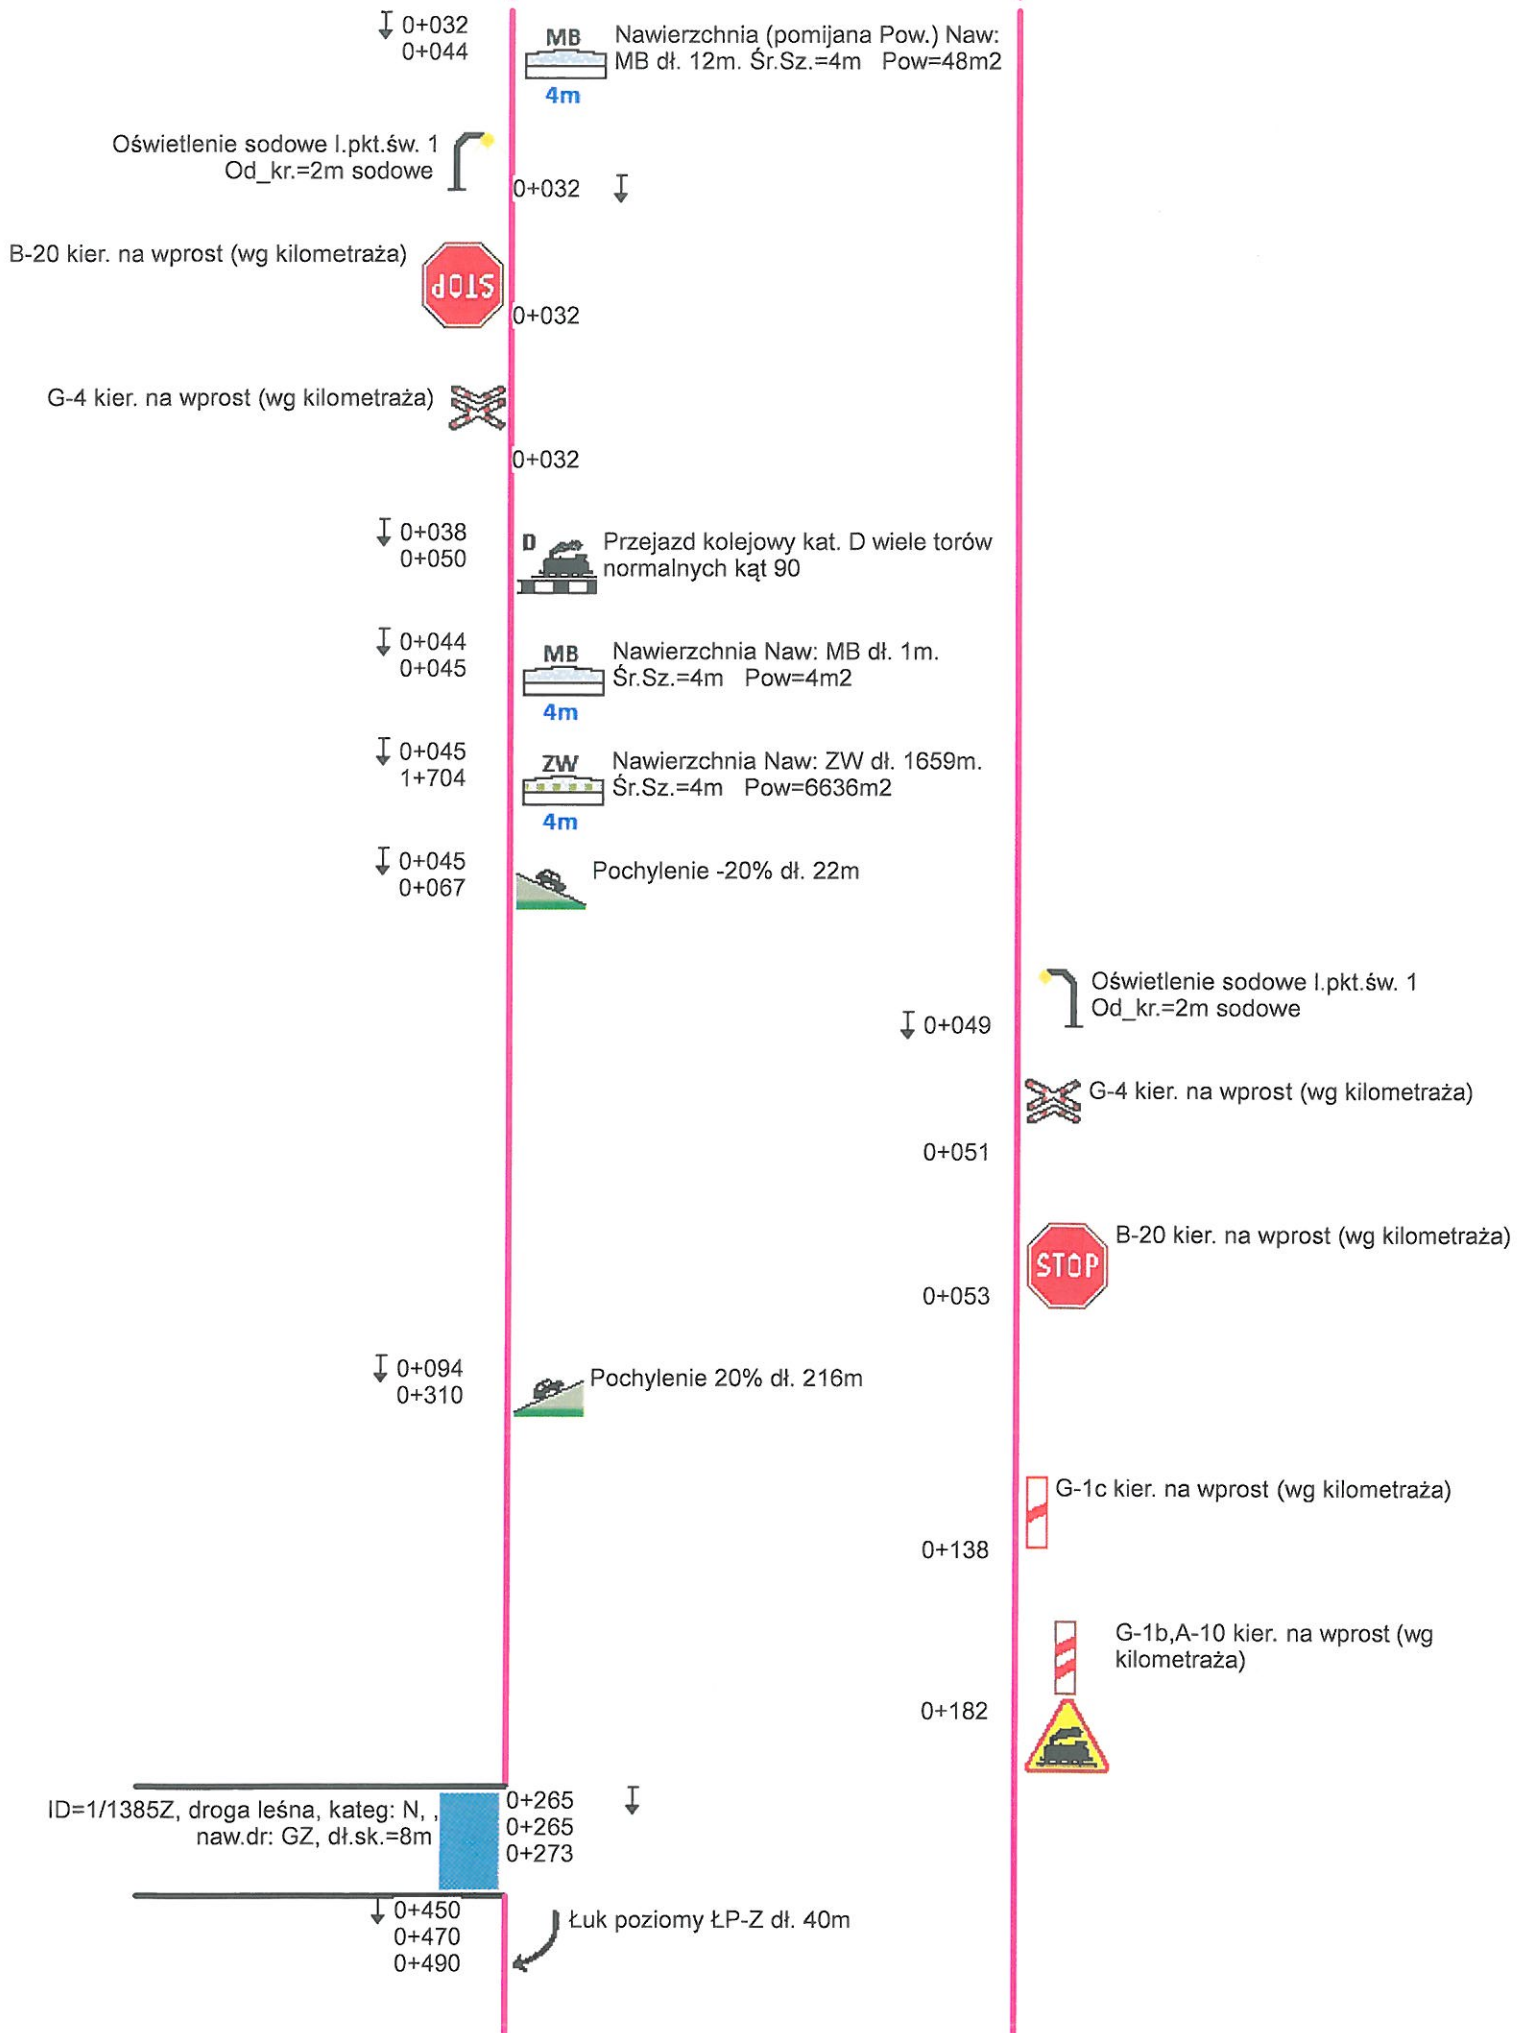 0+032
0+044
MB
4m
Nawierzchnia (pomijana Pow.) Naw:
MB dł. 12m. Śr.Sz.=4m Pow=48m2
Oświetlenie sodowe l.pkt.św. 1
Od_kr.=2m sodowe
0+032
B-20 kier. na wprost (wg kilometraża)
STOP
0+032
G-4 kier. na wprost (wg kilometraża)
0+032
0+038
0+050
D
Przejazd kolejowy kat. D wiele torów
normalnych kąt 90
0+044
0+045
MB
4m
Nawierzchnia Naw: MB dł. 1m.
Śr.Sz.=4m Pow=4m2
0+045
1+704
ZW
4m
Nawierzchnia Naw: ZW dł. 1659m.
Śr.Sz.=4m Pow=6636m2
0+045
0+067
Pochylenie -20% dł. 22m
Oświetlenie sodowe l.pkt.św. 1
Od_kr.=2m sodowe
0+049
G-4 kier. na wprost (wg kilometraża)
0+051
B-20 kier. na wprost (wg kilometraża)
STOP
0+053
0+094
0+310
Pochylenie 20% dł. 216m
G-1c kier. na wprost (wg kilometraża)
0+138
G-1b,A-10 kier. na wprost (wg
kilometraża)
0+182
ID=1/1385Z, droga leśna, kateg: N, ,
naw.dr: GZ, dł.sk.=8m
0+265
0+265
0+273
0+450
0+470
0+490
Łuk poziomy ŁP-Z dł. 40m